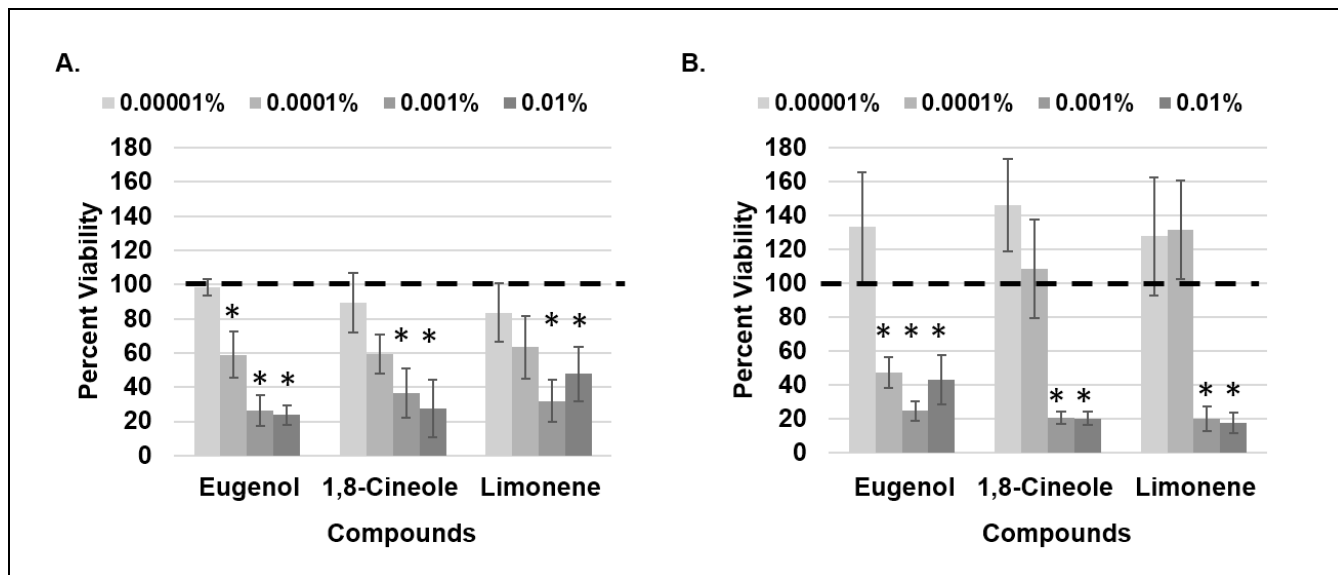 A.
0.00001% 0.0001% 0.001% 0.01%
180
160
140
120
100
80
60
40
20
0
Percent Viability
* * *
* *
* *
Eugenol 1,8-Cineole Limonene
Compounds
B.
0.00001% 0.0001% 0.001% 0.01%
180
160
140
120
100
80
60
40
20
0
Percent Viability
* * *
* *
* *
Eugenol 1,8-Cineole Limonene
Compounds